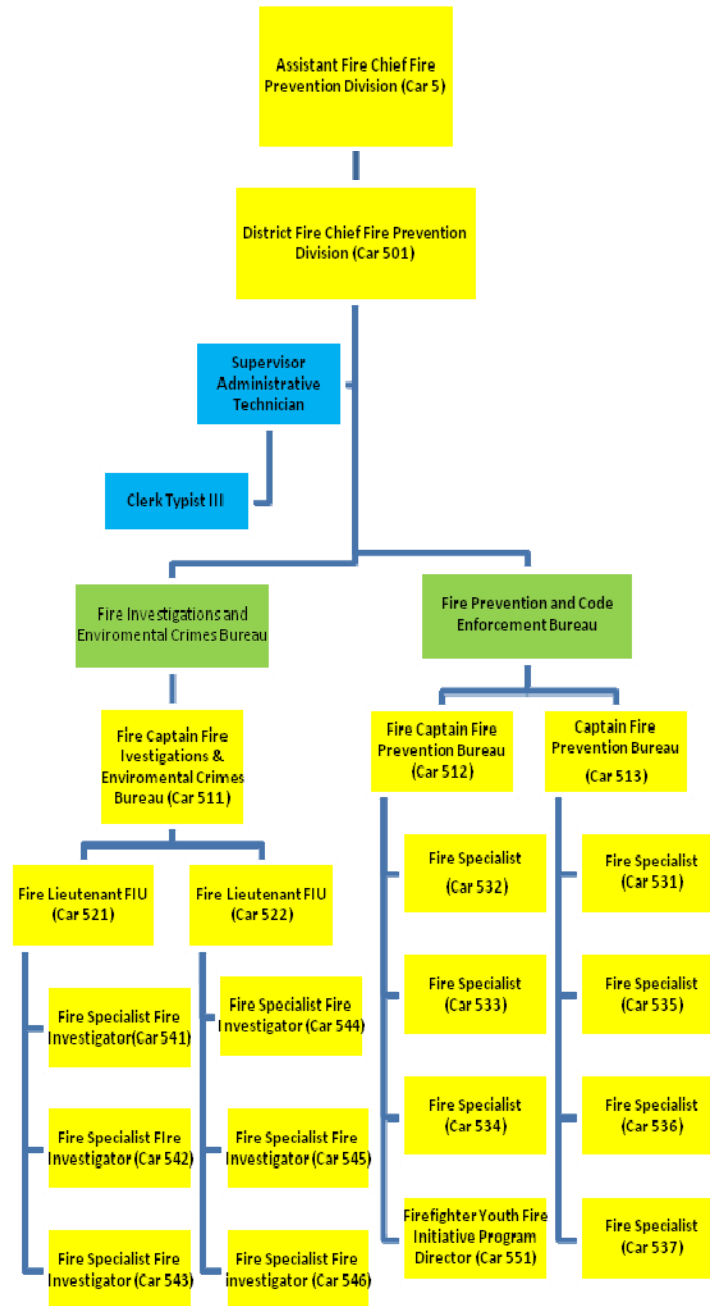 Assistant Fire Chief Fire
Prevention Division (Car 5)
District Fire Chief Fire Prevention
Division (Car 501)
Supervisor
Administrative
Technician
Clerk Typist III
Fire Investigations and
Enviromental Crimes Bureau
Fire Prevention and Code
Enforcement Bureau
Fire Captain Fire
Ivestigations &
Enviromental Crimes
Bureau (Car 511)
Fire Captain Fire
Prevention Bureau
(Car 512)
Captain Fire
Prevention Bureau
(Car 513)
Fire Lieutenant FIU
(Car 521)
Fire Lieutenant FIU
(Car 522)
Fire Specialist Fire
Investigator(Car 541)
Fire Specialist Fire
Investigator (Car 542)
Fire Specialist Fire
Investigator (Car 543)
Fire Specialist Fire
Investigator (Car 544)
Fire Specialist Fire
Investigator (Car 545)
Fire Specialist Fire
investigator (Car 546)
Fire Specialist
(Car 532)
Fire Specialist
(Car 533)
Fire Specialist
(Car 534)
Firefighter Youth Fire
Initiative Program
Director (Car 551)
Fire Specialist
(Car 531)
Fire Specialist
(Car 535)
Fire Specialist
(Car 536)
Fire Specialist
(Car 537)